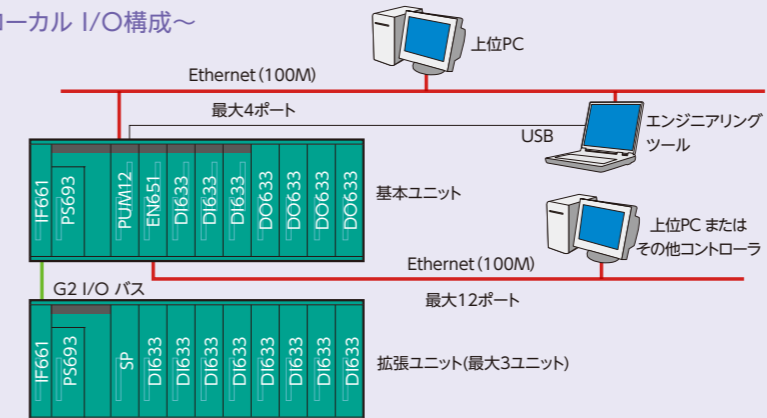 ローカル I/O構成～
上位PC
Ethernet(100M)
最大4ポート
USB
エンジニアリング
ツール
IF661
PS693
PUM12
EN651
DI633
DI633
DI633
DO633
DO633
DO633
DO633
基本ユニット
上位PC または
その他コントローラ
Ethernet(100M)
最大12ポート
G2 I/O バス
IF661
PS693
SP
DI633
DI633
DI633
DI633
DI633
DI633
DI633
DI633
拡張ユニット(最大3ユニット)